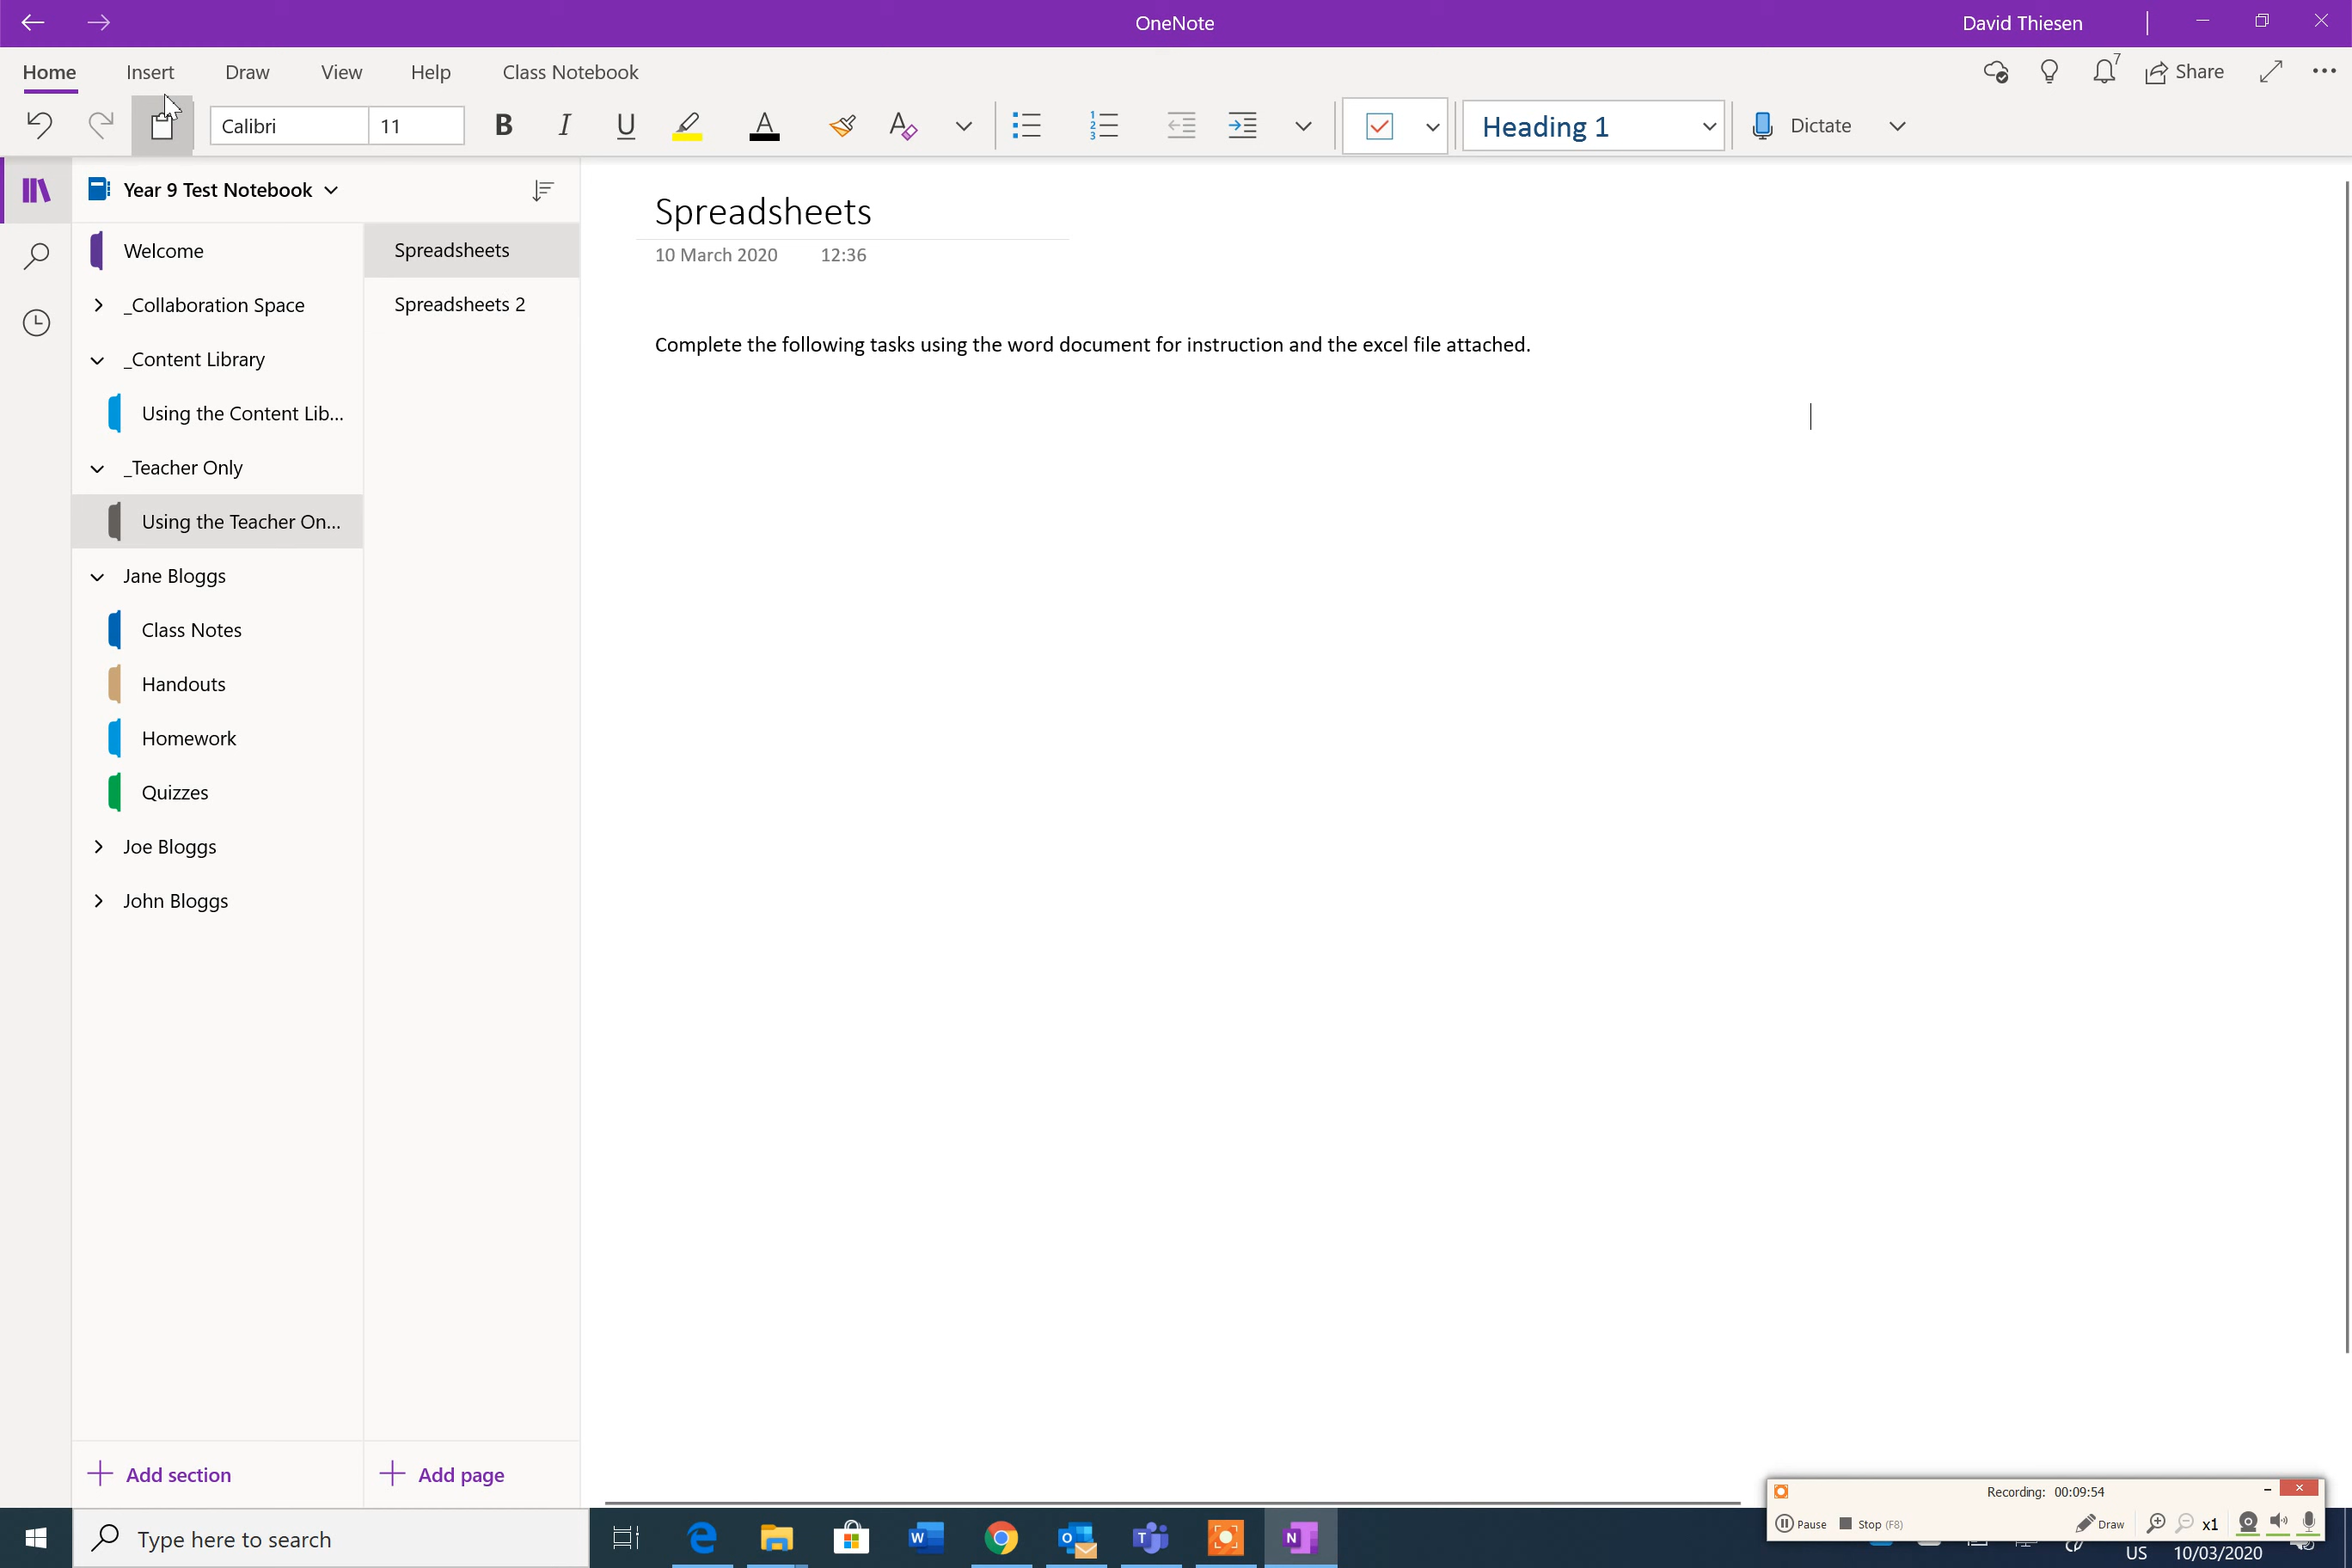 OneNote
David Thiesen
Home
Insert
Draw
View
Help
Class Notebook
7
Share
Calibri
11
B
I
U
A
A
Heading 1
Dictate
Year 9 Test Notebook
Welcome
_Collaboration Space
_Content Library
Using the Content Lib...
_Teacher Only
Using the Teacher On...
Jane Bloggs
Class Notes
Handouts
Homework
Quizzes
Joe Bloggs
John Bloggs
Add section
Spreadsheets
Spreadsheets 2
Add page
Spreadsheets
10 March 2020 12:36
Complete the following tasks using the word document for instruction and the excel file attached.
Recording: 00:09:54
Pause
Stop (F8)
Draw
x1
Type here to search
US
10/03/2020